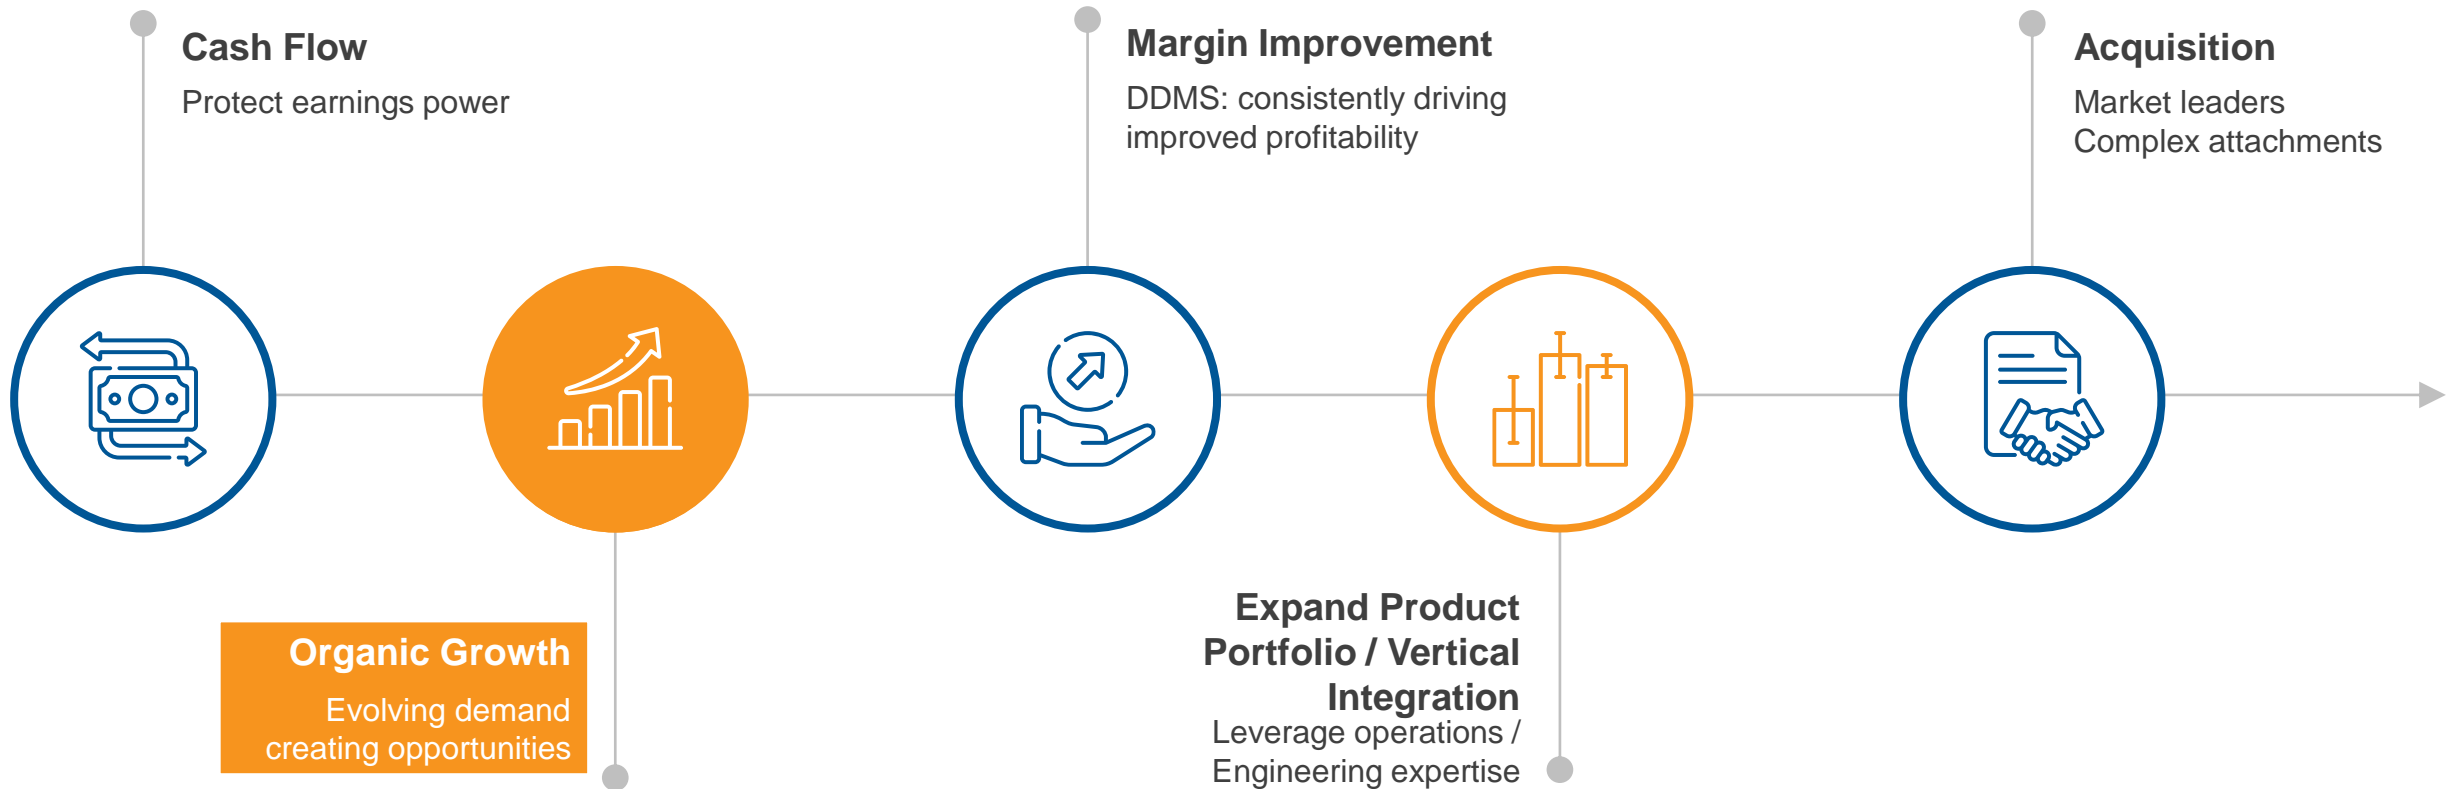 Cash Flow
Protect earnings power
Organic Growth
Evolving demand
creating opportunities
Margin Improvement
DDMS: consistently driving
improved profitability
Expand Product
Portfolio / Vertical
Integration
Leverage operations /
Engineering expertise
Acquisition
Market leaders
Complex attachments